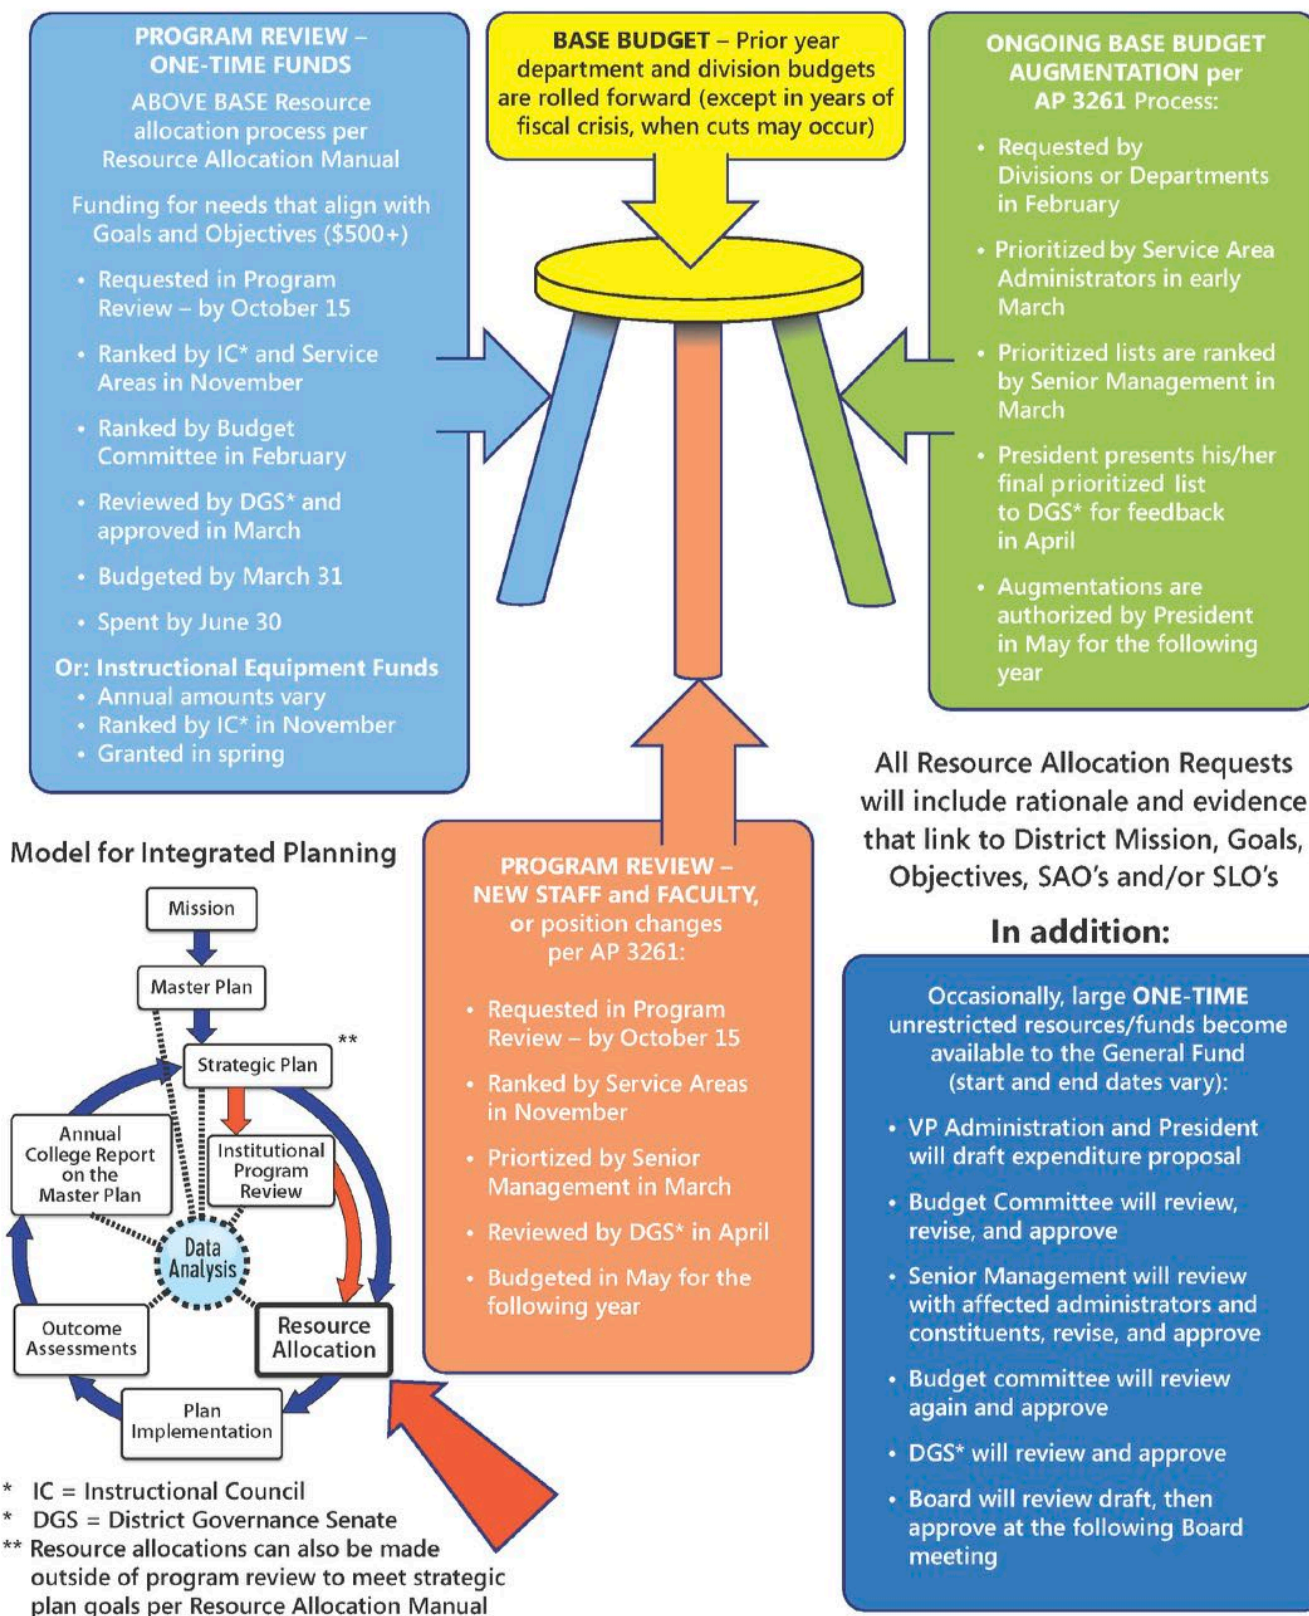 PROGRAM REVIEW –
ONE-TIME FUNDS
ABOVE BASE Resource
allocation process per
Resource Allocation Manual
Funding for needs that align with
Goals and Objectives ($500+)
• Requested in Program
Review – by October 15
• Ranked by IC* and Service
Areas in November
• Ranked by Budget
Committee in February
• Reviewed by DGS* and
approved in March
• Budgeted by March 31
• Spent by June 30
Or: Instructional Equipment Funds
• Annual amounts vary
• Ranked by IC* in November
• Granted in spring
BASE BUDGET – Prior year
department and division budgets
are rolled forward (except in years of
fiscal crisis, when cuts may occur)
ONGOING BASE BUDGET
AUGMENTATION per
AP 3261 Process:
• Requested by
Divisions or Departments
in February
• Prioritized by Service Area
Administrators in early
March
• Prioritized lists are ranked
by Senior Management in
March
• President presents his/her
final prioritized list
to DGS* for feedback
in April
• Augmentations are
authorized by President
in May for the following
year
All Resource Allocation Requests
will include rationale and evidence
that link to District Mission, Goals,
Objectives, SAO's and/or SLO's
PROGRAM REVIEW –
NEW STAFF and FACULTY,
or position changes
per AP 3261:
• Requested in Program
Review – by October 15
• Ranked by Service Areas
in November
• Priortized by Senior
Management in March
• Reviewed by DGS* in April
• Budgeted in May for the
following year
In addition:
Occasionally, large ONE-TIME
unrestricted resources/funds become
available to the General Fund
(start and end dates vary):
• VP Administration and President
will draft expenditure proposal
• Budget Committee will review,
revise, and approve
• Senior Management will review
with affected administrators and
constituents, revise, and approve
• Budget committee will review
again and approve
• DGS* will review and approve
• Board will review draft, then
approve at the following Board
meeting
Model for Integrated Planning
Mission
Master Plan
Strategic Plan
**
Annual
College Report
on the
Master Plan
Institutional
Program
Review
Data
Analysis
Outcome
Assessments
Resource
Allocation
Plan
Implementation
* IC = Instructional Council
* DGS = District Governance Senate
** Resource allocations can also be made
outside of program review to meet strategic
plan goals per Resource Allocation Manual